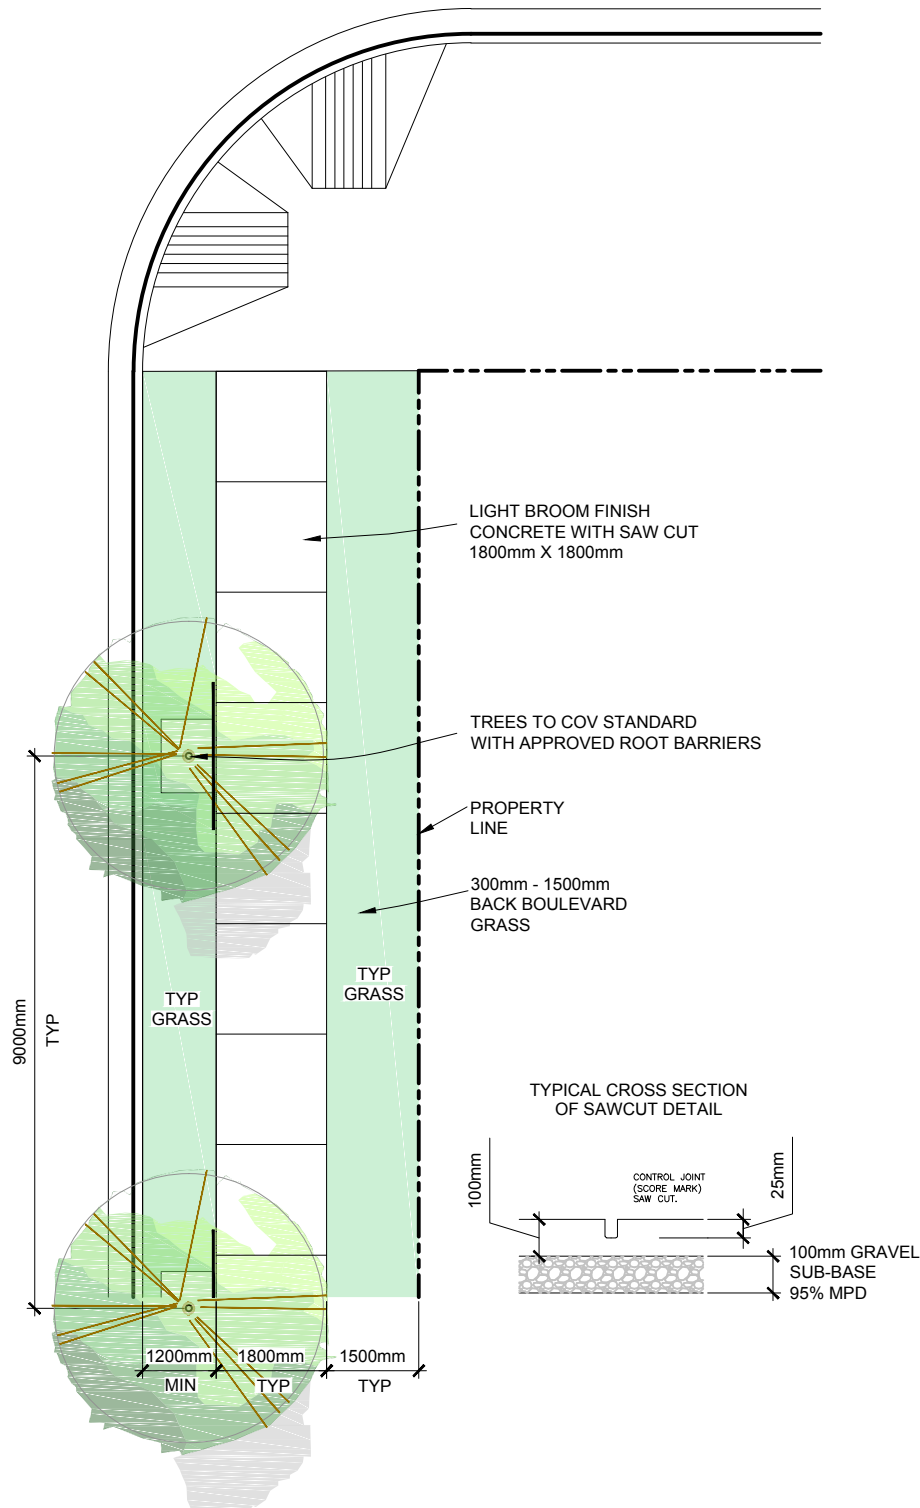 LIGHT BROOM FINISH
CONCRETE WITH SAW CUT
1800mm X 1800mm
TREES TO COV STANDARD
WITH APPROVED ROOT BARRIERS
PROPERTY
LINE
300mm - 1500mm
BACK BOULEVARD
GRASS
TYP
GRASS
TYP
GRASS
9000mm
TYP
TYPICAL CROSS SECTION
OF SAWCUT DETAIL
100mm
CONTROL JOINT
(SCORE MARK)
SAW CUT.
25mm
100mm GRAVEL
SUB-BASE
95% MPD
1200mm
MIN
1800mm
TYP
1500mm
TYP